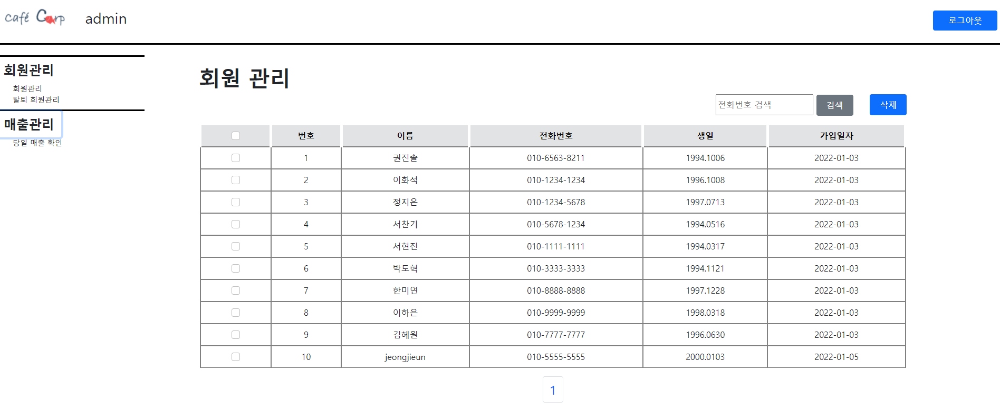 café Carp admin 로그아웃
회원관리
회원관리
탈퇴 회원관리
매출관리
당일 매출 확인
회원 관리
전화번호 검색 검색 삭제
번호 이름 전화번호 생일 가입일자
1 권진솔 010-6563-8211 1994.1006 2022-01-03
2 이화석 010-1234-1234 1996.1008 2022-01-03
3 정지은 010-1234-5678 1997.0713 2022-01-03
4 서찬기 010-5678-1234 1994.0516 2022-01-03
5 서현진 010-1111-1111 1994.0317 2022-01-03
6 박도혁 010-3333-3333 1994.1121 2022-01-03
7 한미연 010-8888-8888 1997.1228 2022-01-03
8 이하은 010-9999-9999 1998.0318 2022-01-03
9 김혜원 010-7777-7777 1996.0630 2022-01-03
10 jeongjieun 010-5555-5555 2000.0103 2022-01-05
1